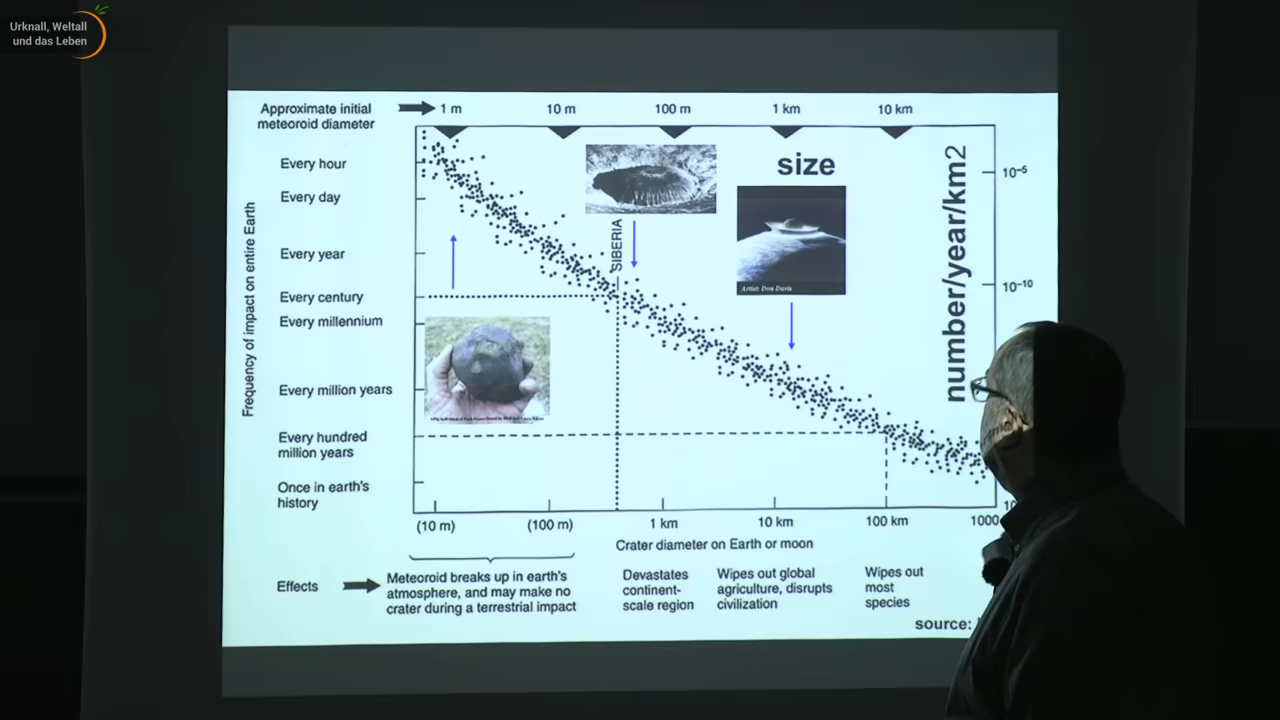 Urknall, Weltall
und das Leben
Approximate initial
meteoroid diameter
1 m
10 m
100 m
1 km
10 km
Frequency of impact on entire Earth
Every hour
Every day
Every year
Every century
Every millennium
Every million years
Every hundred
million years
Once in earth's
history
SIBERIA
size
Artist: Don Davis
number/year/km2
10-5
10-10
10
(10 m)
(100 m)
1 km
10 km
100 km
1000
Crater diameter on Earth or moon
Effects
Meteoroid breaks up in earth's
atmosphere, and may make no
crater during a terrestrial impact
Devastates
continent-
scale region
Wipes out global
agriculture, disrupts
civilization
Wipes out
most
species
source: